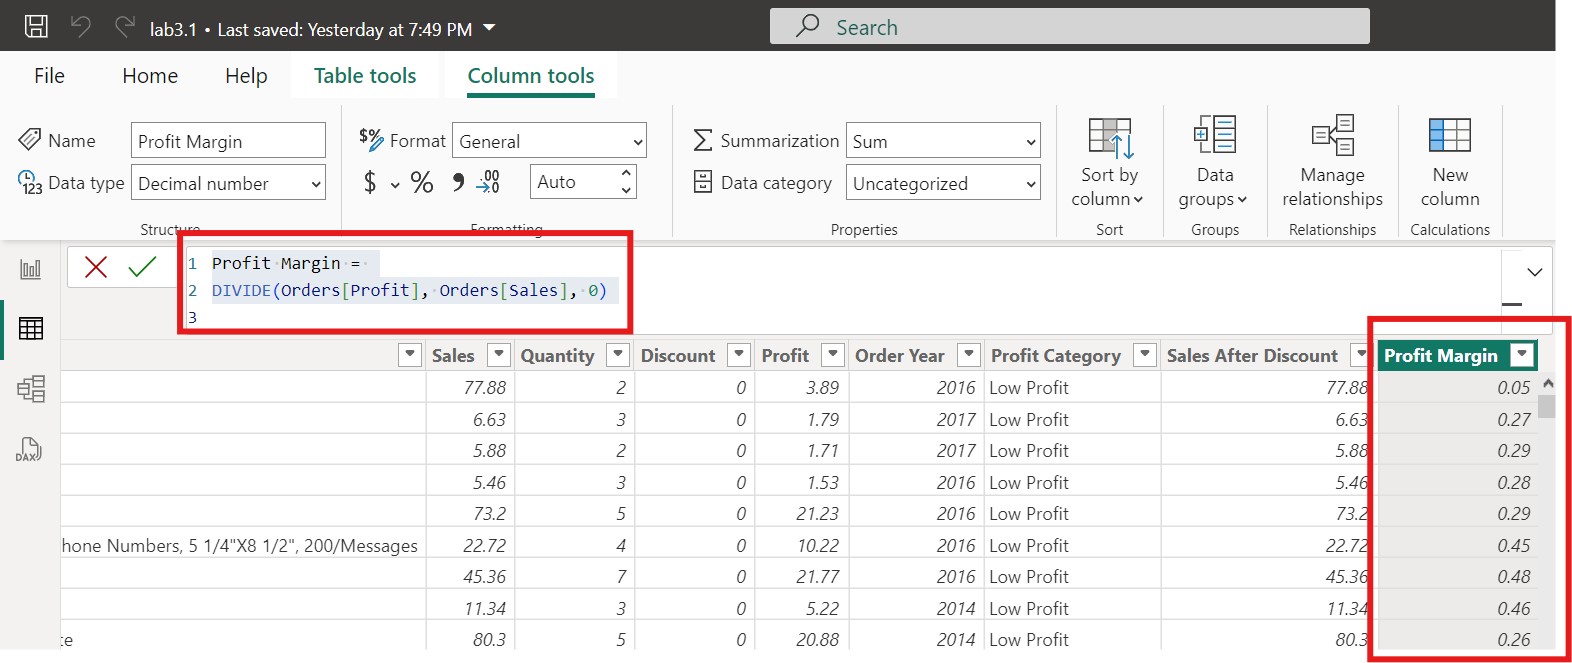 lab3.1 • Last saved: Yesterday at 7:49 PM
Search
File Home Help Table tools Column tools
Name Profit Margin
Data type Decimal number
Structure
$% Format General
$ % , .00 Auto
Formatting
Summarization Sum
Data category Uncategorized
Properties
Sort by column
Sort
Data groups
Groups
Manage relationships
Relationships
New column
Calculations
1 Profit Margin =
2 DIVIDE(Orders[Profit], Orders[Sales], 0)
3
DAX
Sales Quantity Discount Profit Order Year Profit Category Sales After Discount Profit Margin
77.88 2 0 3.89 2016 Low Profit 77.88 0.05
6.63 3 0 1.79 2017 Low Profit 6.63 0.27
5.88 2 0 1.71 2017 Low Profit 5.88 0.29
5.46 3 0 1.53 2016 Low Profit 5.46 0.28
73.2 5 0 21.23 2016 Low Profit 73.2 0.29
hone Numbers, 5 1/4"X8 1/2", 200/Messages 22.72 4 0 10.22 2016 Low Profit 22.72 0.45
45.36 7 0 21.77 2016 Low Profit 45.36 0.48
11.34 3 0 5.22 2014 Low Profit 11.34 0.46
te 80.3 5 0 20.88 2014 Low Profit 80.3 0.26